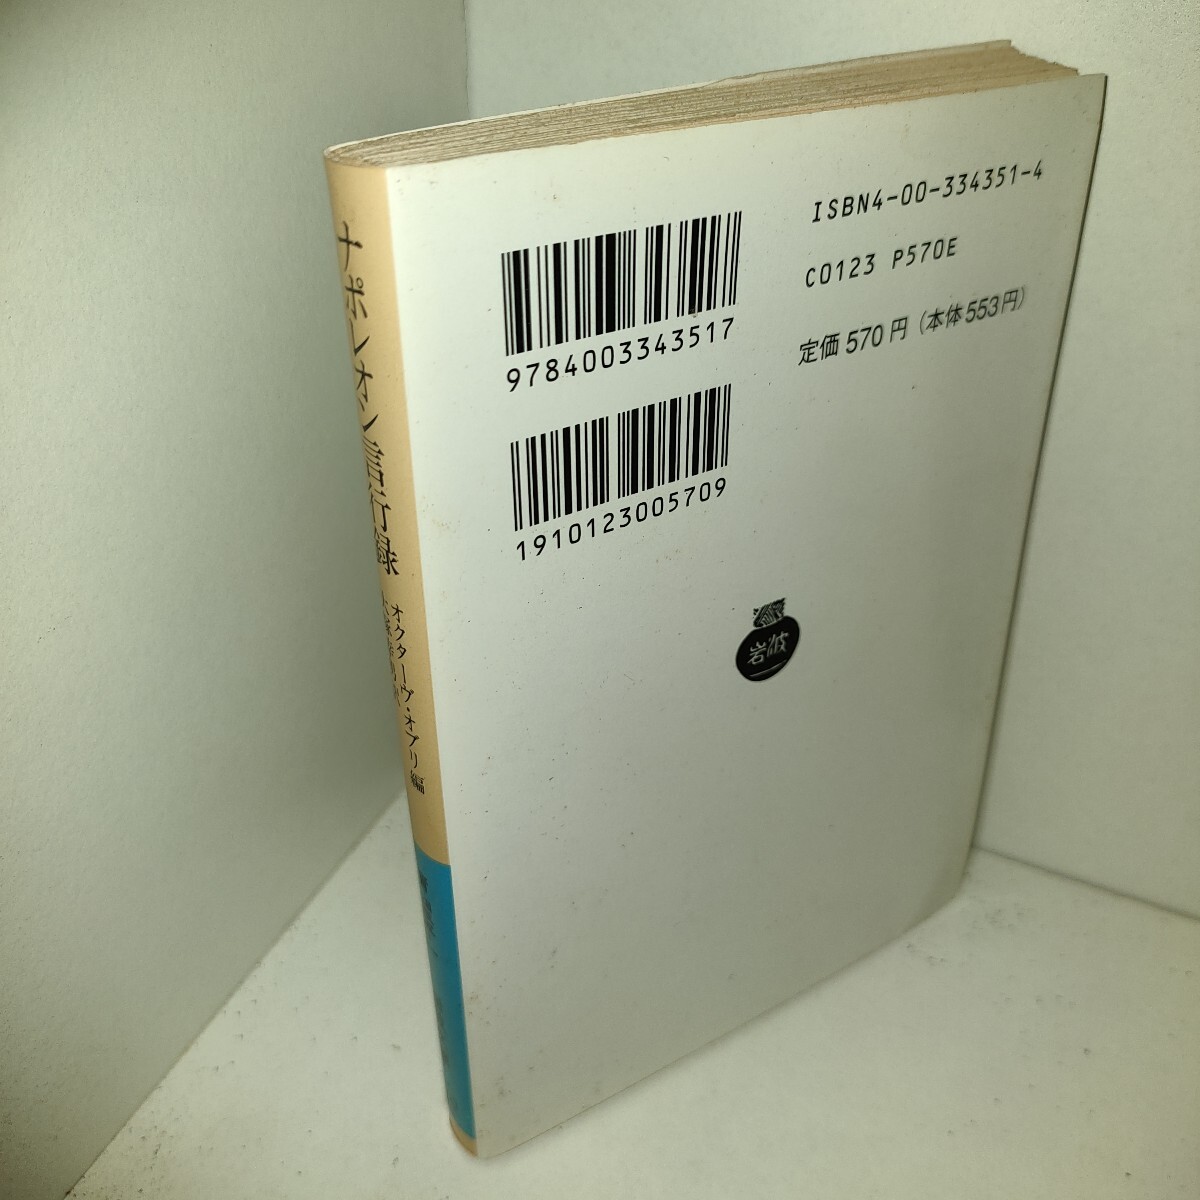 ナポレオン言行録
オクターヴ・オブリ編
ISBN4-00-334351-4
C0123 P570E
定価570円（本体553円）
9784003343517
1910123005709
岩波